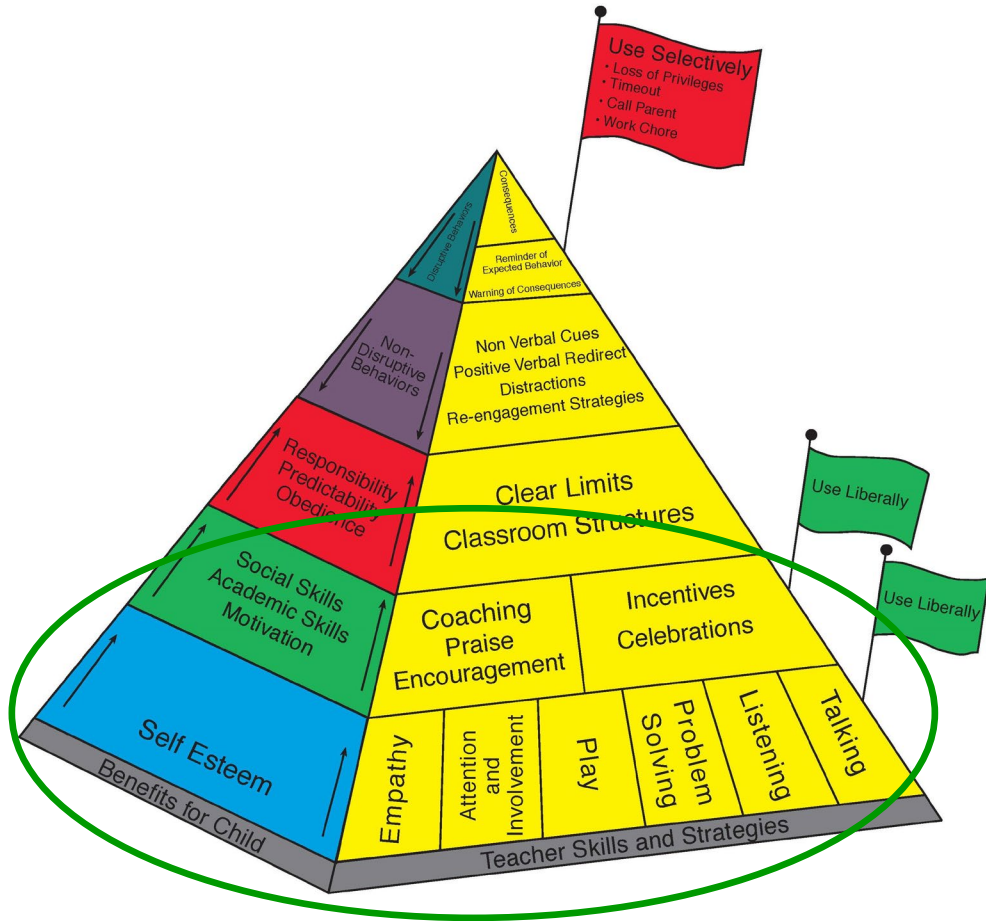 Use Selectively
• Loss of Privileges
• Timeout
• Call Parent
• Work Chore
Consequences
Disruptive Behaviors
Reminder of
Expected Behavior
Warning of Consequences
Non-
Disruptive
Behaviors
Non Verbal Cues
Positive Verbal Redirect
Distractions
Re-engagement Strategies
Responsibility
Predictability
Obedience
Clear Limits
Classroom Structures
Use Liberally
Social Skills
Academic Skills
Motivation
Coaching
Praise
Encouragement
Incentives
Celebrations
Use Liberally
Self Esteem
Empathy
Attention
and
Involvement
Play
Problem
Solving
Listening
Talking
Benefits for Child
Teacher Skills and Strategies